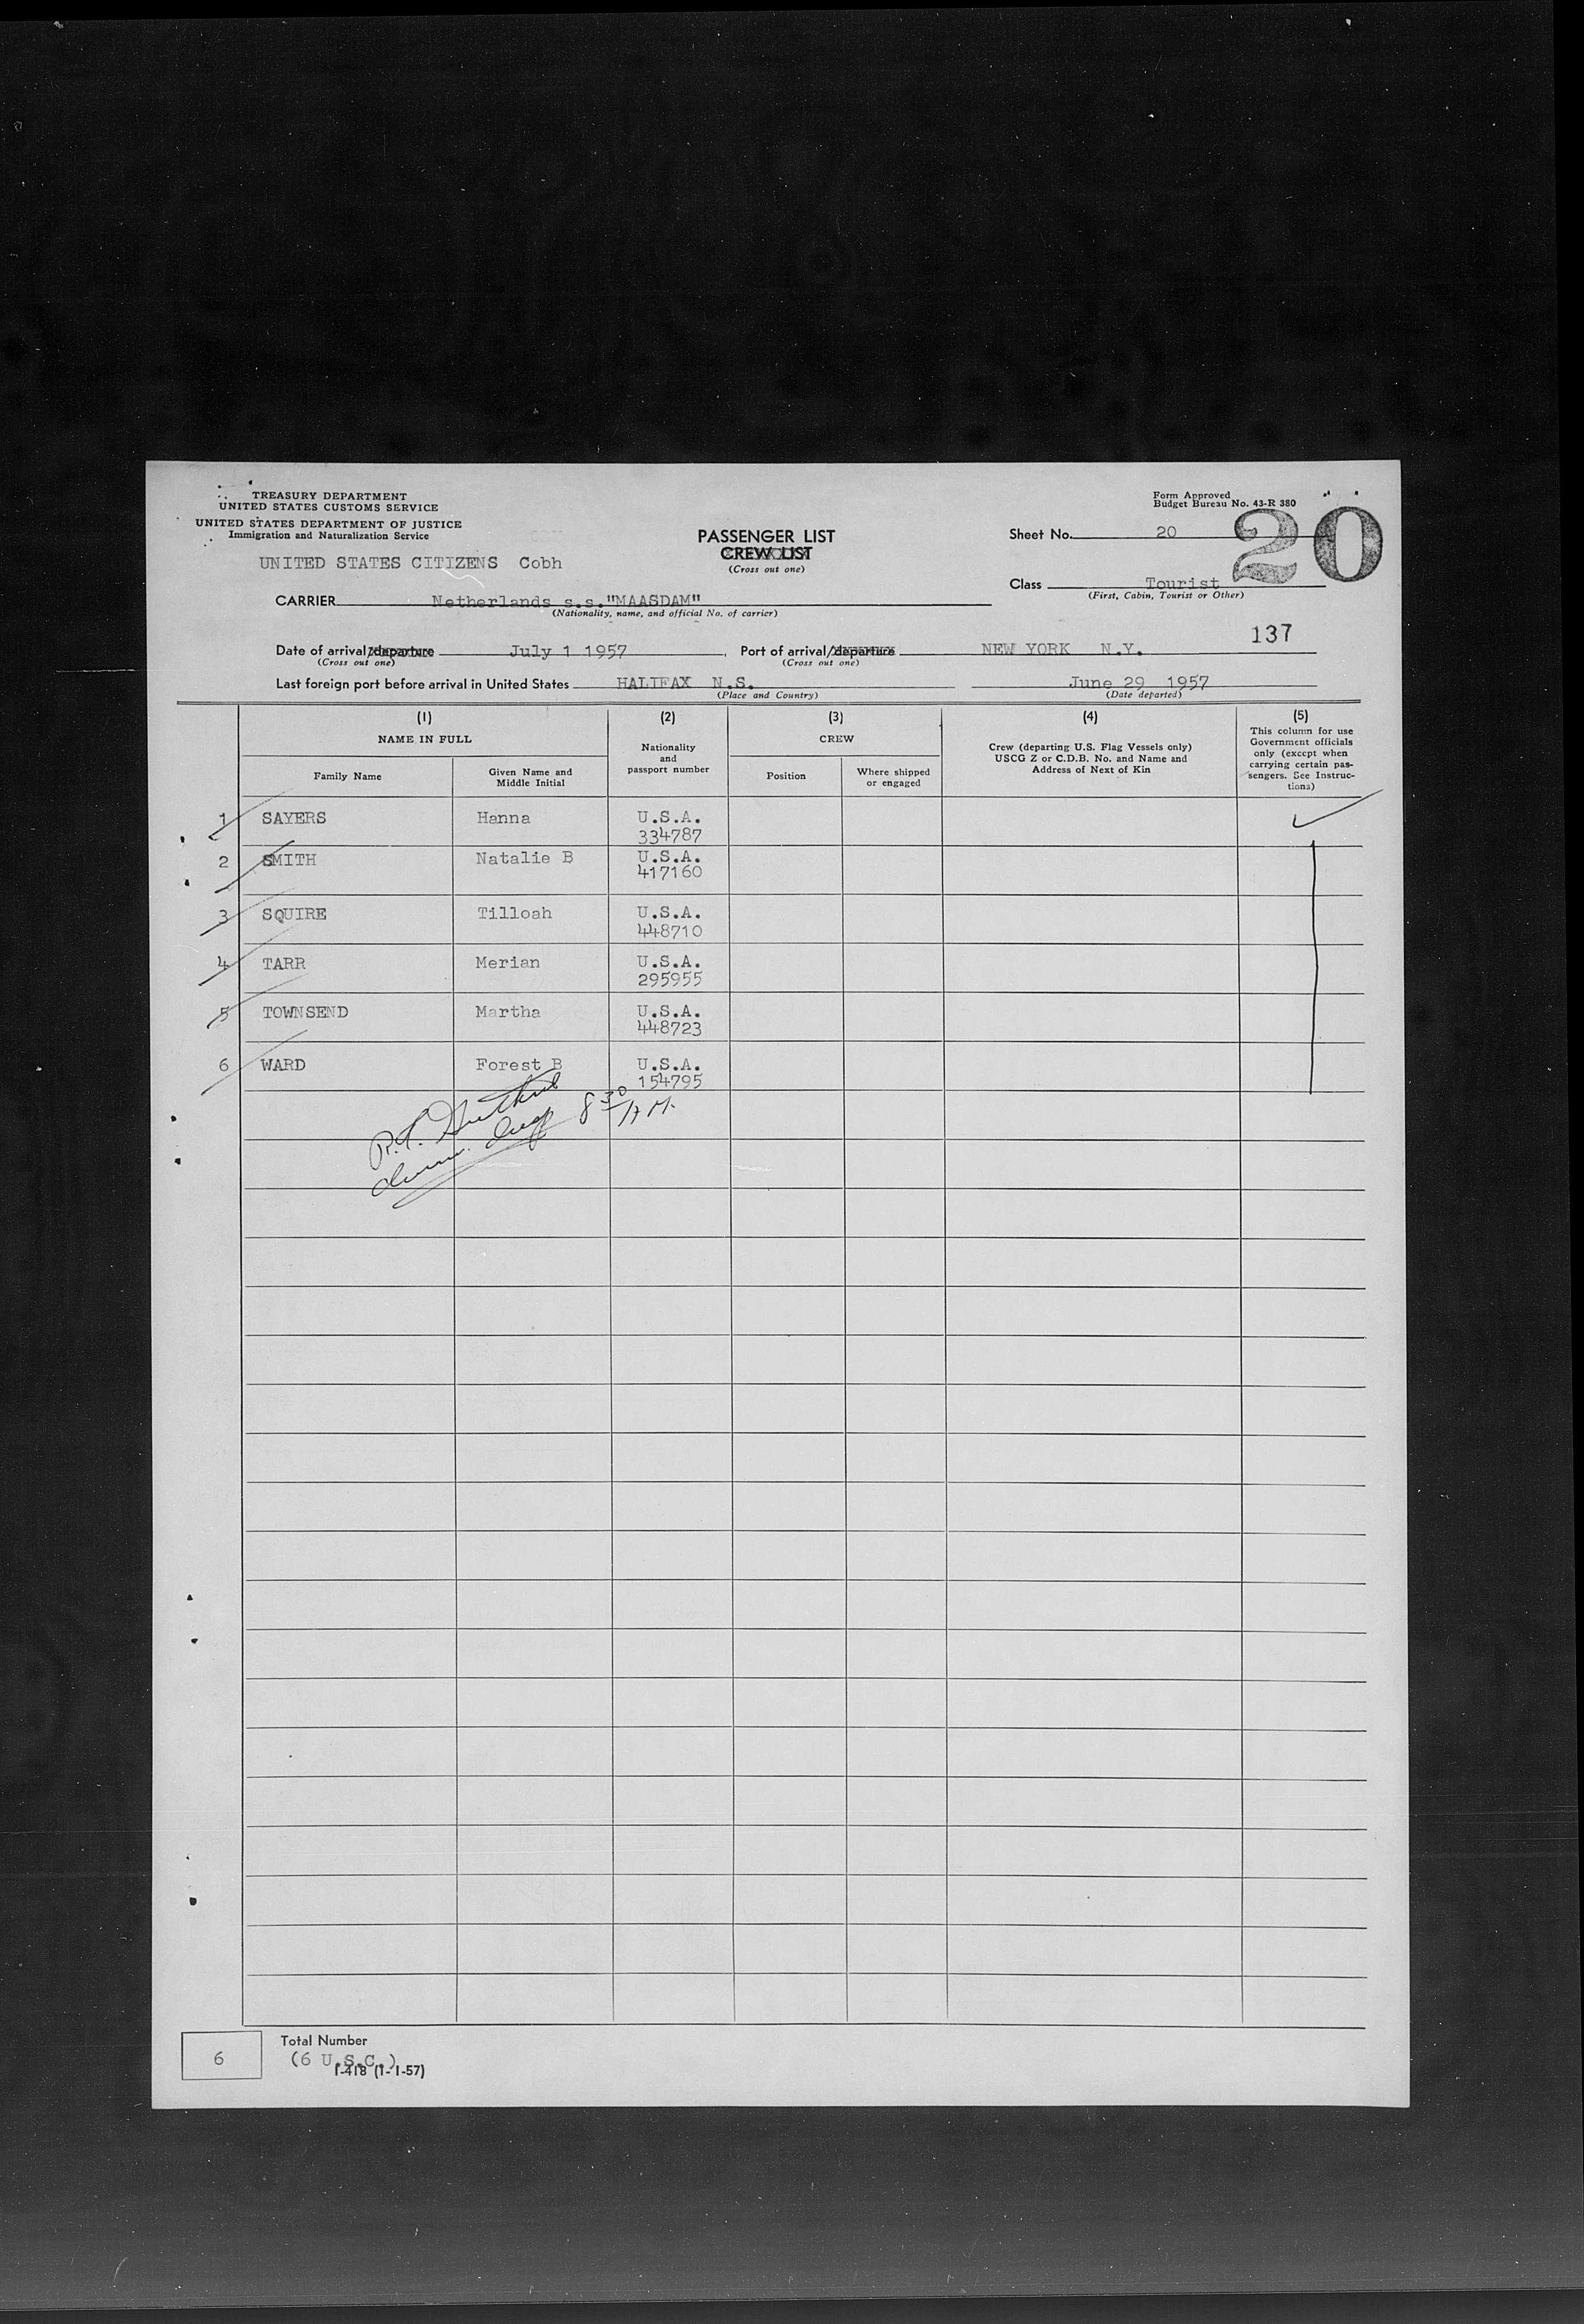 TREASURY DEPARTMENT
UNITED STATES CUSTOMS SERVICE
UNITED STATES DEPARTMENT OF JUSTICE
Immigration and Naturalization Service
UNITED STATES CITIZENS Cobh
PASSENGER LIST
CREW LIST
(Cross out one)
Form Approved
Budget Bureau No. 43-R 380
Sheet No. 20
20
Class Tourist
(First, Cabin, Tourist or Other)
CARRIER Netherlands s.s."MAASDAM"
(Nationality, name, and official No. of carrier)
137
Date of arrival/departure July 1 1957, Port of arrival/departure NEW YORK N.Y.
(Cross out one) (Cross out one)
Last foreign port before arrival in United States HALIFAX N.S. June 29 1957
(Place and Country) (Date departed)
(1) (2) (3) (4) (5)
NAME IN FULL
Family Name
Given Name and
Middle Initial
Nationality
and
passport number
CREW
Position
Where shipped
or engaged
Crew (departing U.S. Flag Vessels only)
USCG Z or C.D.B. No. and Name and
Address of Next of Kin
This column for use
Government officials
only (except when
carrying certain pas-
sengers. See Instruc-
tions)
1 SAYERS Hanna U.S.A.
334787
2 SMITH Natalie B U.S.A.
417160
3 SQUIRE Tilloah U.S.A.
448710
4 TARR Merian U.S.A.
295955
5 TOWNSEND Martha U.S.A.
448723
6 WARD Forest B U.S.A.
154795
8 30 A.M.
6
Total Number
(6 U.S.C.)
I-418 (1-1-57)